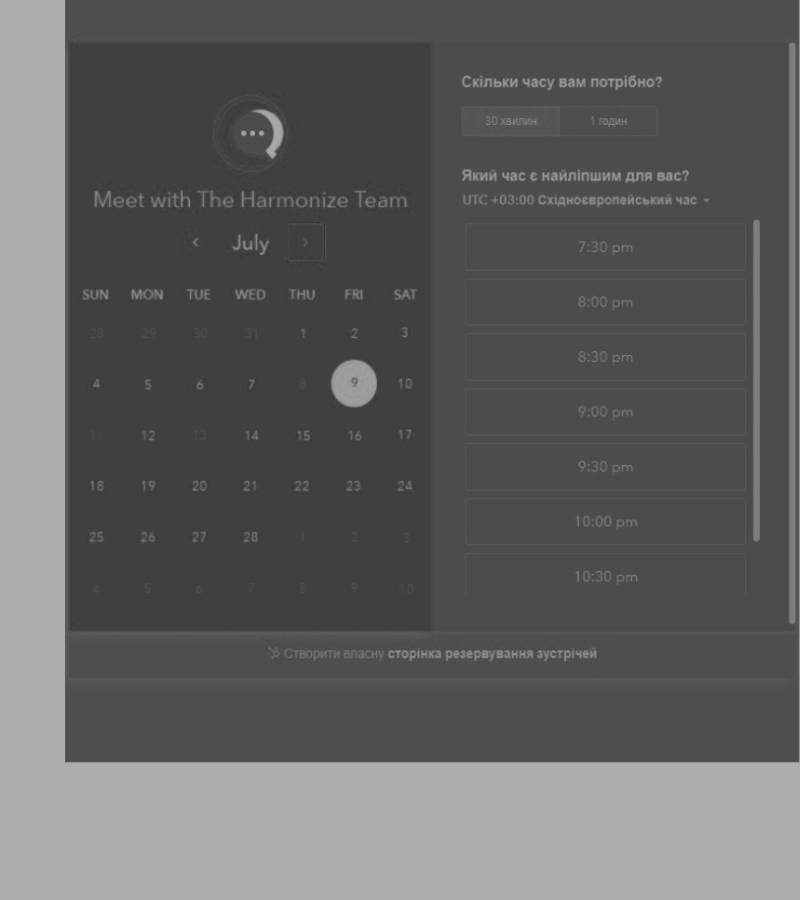 Meet with The Harmonize Team
July
SUN MON TUE WED THU FRI SAT
28 29 30 31 1 2 3
4 5 6 7 8 9 10
11 12 13 14 15 16 17
18 19 20 21 22 23 24
25 26 27 28 1 2 3
4 5 6 7 8 9 10
Скільки часу вам потрібно?
30 хвилин 1 годин
Який час є найліпшим для вас?
UTC +03:00 Східноєвропейський час
7:30 pm
8:00 pm
8:30 pm
9:00 pm
9:30 pm
10:00 pm
10:30 pm
Створити власну сторінка резервування зустрічей